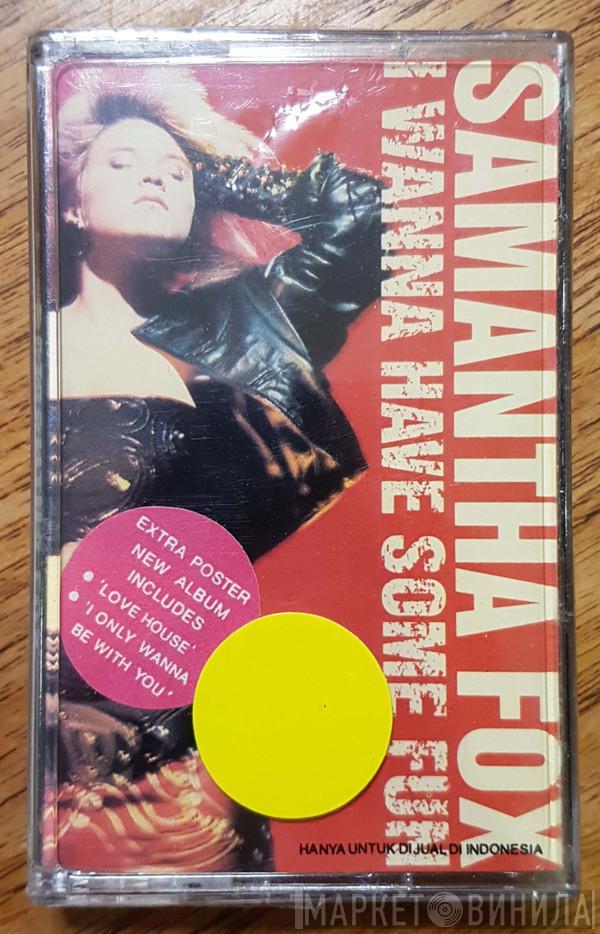 SAMANTHA FOX
I WANNA HAVE SOME FUN
EXTRA POSTER
NEW ALBUM
INCLUDES
• 'LOVE HOUSE'
• 'I ONLY WANNA
BE WITH YOU'
HANYA UNTUK DIJUAL DI INDONESIA
МАРКЕТ ВИНИЛА